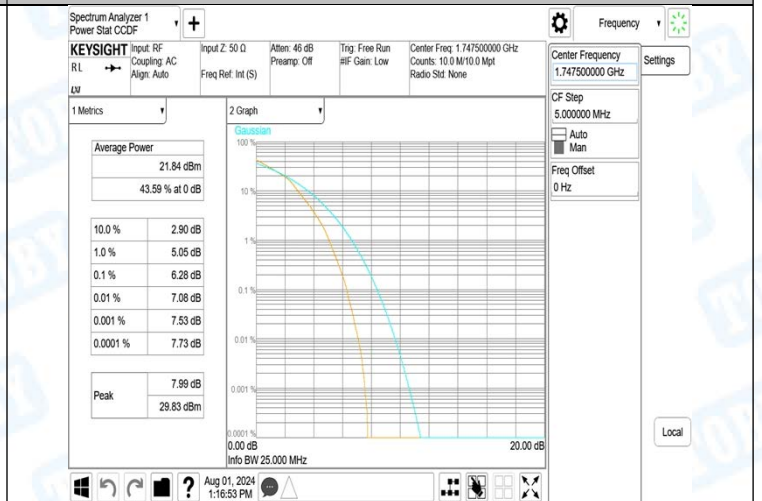 Spectrum Analyzer 1
Power Stat CCDF
Frequency
KEYSIGHT
RL
Input: RF
Coupling: AC
Align: Auto
Input Z: 50 Ω
Freq Ref: Int (S)
Atten: 46 dB
Preamp: Off
Trig: Free Run
#IF Gain: Low
Center Freq: 1.747500000 GHz
Counts: 10.0 M/10.0 Mpt
Radio Std: None
Center Frequency
1.747500000 GHz
Settings
CF Step
5.000000 MHz
Auto
Man
Freq Offset
0 Hz
1 Metrics
Average Power
21.84 dBm
43.59 % at 0 dB
10.0 % 2.90 dB
1.0 % 5.05 dB
0.1 % 6.28 dB
0.01 % 7.08 dB
0.001 % 7.53 dB
0.0001 % 7.73 dB
Peak
7.99 dB
29.83 dBm
2 Graph
Gaussian
100 %
10 %
1 %
0.1 %
0.01 %
0.001 %
0.0001 %
0.00 dB
20.00 dB
Info BW 25.000 MHz
Local
?
Aug 01, 2024
1:16:53 PM